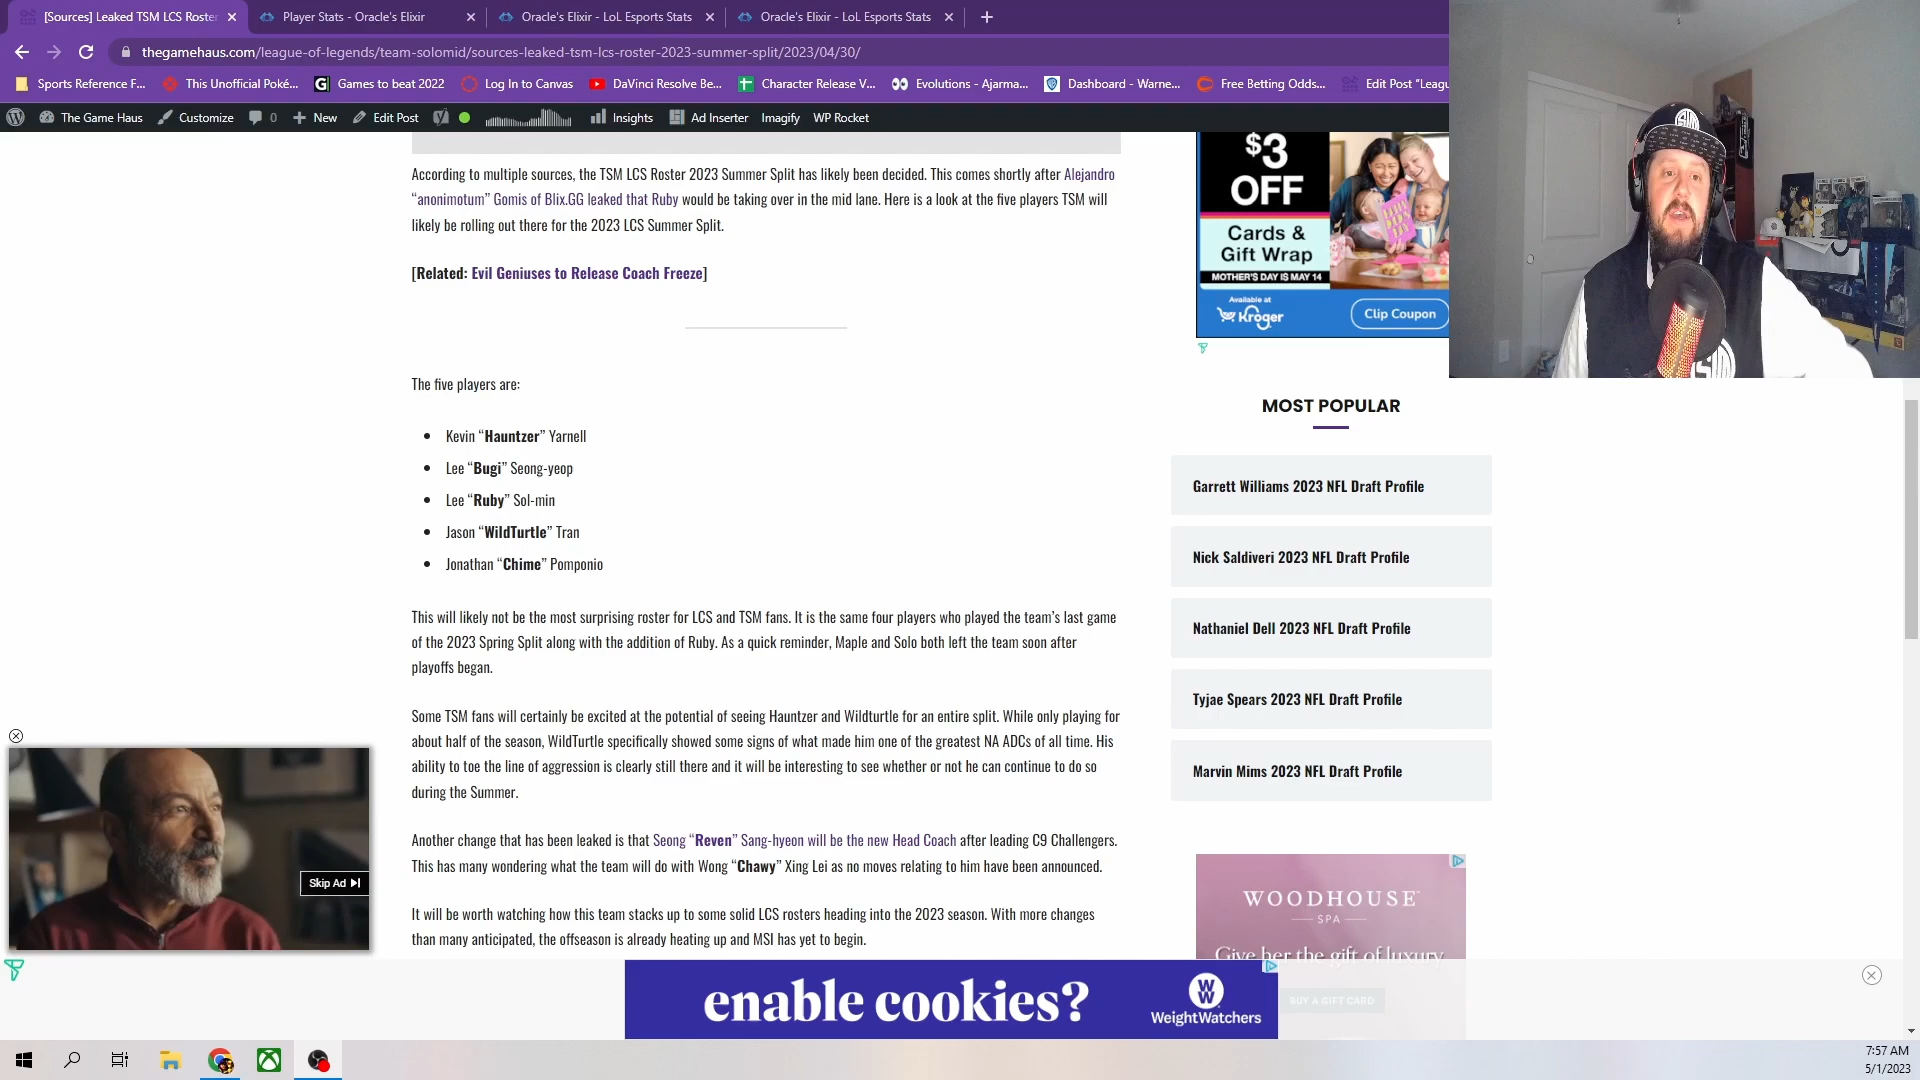 [Sources] Leaked TSM LCS Roster
Player Stats - Oracle's Elixir
Oracle's Elixir - LoL Esports Stats
Oracle's Elixir - LoL Esports Stats
thegamehaus.com/league-of-legends/team-solomid/sources-leaked-tsm-lcs-roster-2023-summer-split/2023/04/30/
Sports Reference F...
This Unofficial Poké...
Games to beat 2022
Log In to Canvas
DaVinci Resolve Be...
Character Release V...
Evolutions - Ajarma...
Dashboard - Warne...
Free Betting Odds...
Edit Post "Leagu
The Game Haus
Customize
0
New
Edit Post
Insights
Ad Inserter
Imagify
WP Rocket
According to multiple sources, the TSM LCS Roster 2023 Summer Split has likely been decided. This comes shortly after Alejandro
“anonimotum” Gomis of Blix.GG leaked that Ruby would be taking over in the mid lane. Here is a look at the five players TSM will
likely be rolling out there for the 2023 LCS Summer Split.
[Related: Evil Geniuses to Release Coach Freeze]
The five players are:
Kevin “Hauntzer” Yarnell
Lee “Bugi” Seong-yeop
Lee “Ruby” Sol-min
Jason “WildTurtle” Tran
Jonathan “Chime” Pomponio
This will likely not be the most surprising roster for LCS and TSM fans. It is the same four players who played the team’s last game
of the 2023 Spring Split along with the addition of Ruby. As a quick reminder, Maple and Solo both left the team soon after
playoffs began.
Some TSM fans will certainly be excited at the potential of seeing Hauntzer and Wildturtle for an entire split. While only playing for
about half of the season, WildTurtle specifically showed some signs of what made him one of the greatest NA ADCs of all time. His
ability to toe the line of aggression is clearly still there and it will be interesting to see whether or not he can continue to do so
during the Summer.
Another change that has been leaked is that Seong “Reven” Sang-hyeon will be the new Head Coach after leading C9 Challengers.
This has many wondering what the team will do with Wong “Chawy” Xing Lei as no moves relating to him have been announced.
It will be worth watching how this team stacks up to some solid LCS rosters heading into the 2023 season. With more changes
than many anticipated, the offseason is already heating up and MSI has yet to begin.
$3
OFF
Cards &
Gift Wrap
MOTHER'S DAY IS MAY 14
Available at
Kroger
Clip Coupon
MOST POPULAR
Garrett Williams 2023 NFL Draft Profile
Nick Saldiveri 2023 NFL Draft Profile
Nathaniel Dell 2023 NFL Draft Profile
Tyjae Spears 2023 NFL Draft Profile
Marvin Mims 2023 NFL Draft Profile
WOODHOUSE
SPA
Give her the gift of luxury
BUY A GIFT CARD
Skip Ad
enable cookies?
WW
WeightWatchers
7:57 AM
5/1/2023